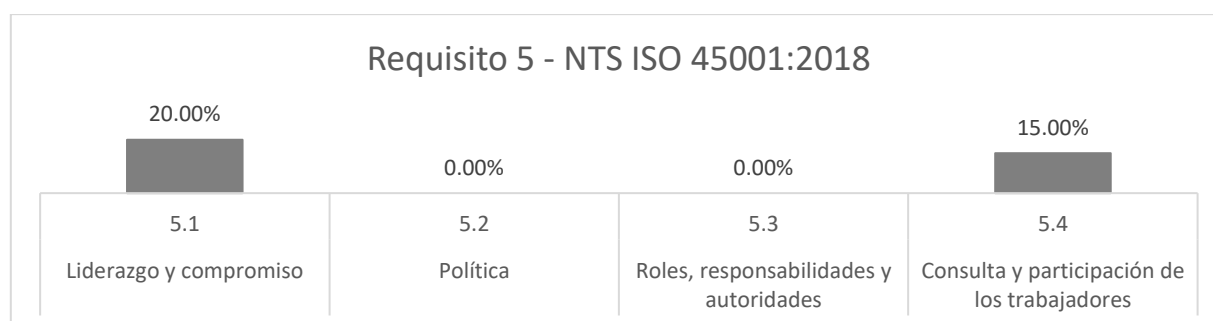 Requisito 5 - NTS ISO 45001:2018
20.00%
0.00%
0.00%
15.00%
5.1
5.2
5.3
5.4
Liderazgo y compromiso
Política
Roles, responsabilidades y
autoridades
Consulta y participación de
los trabajadores